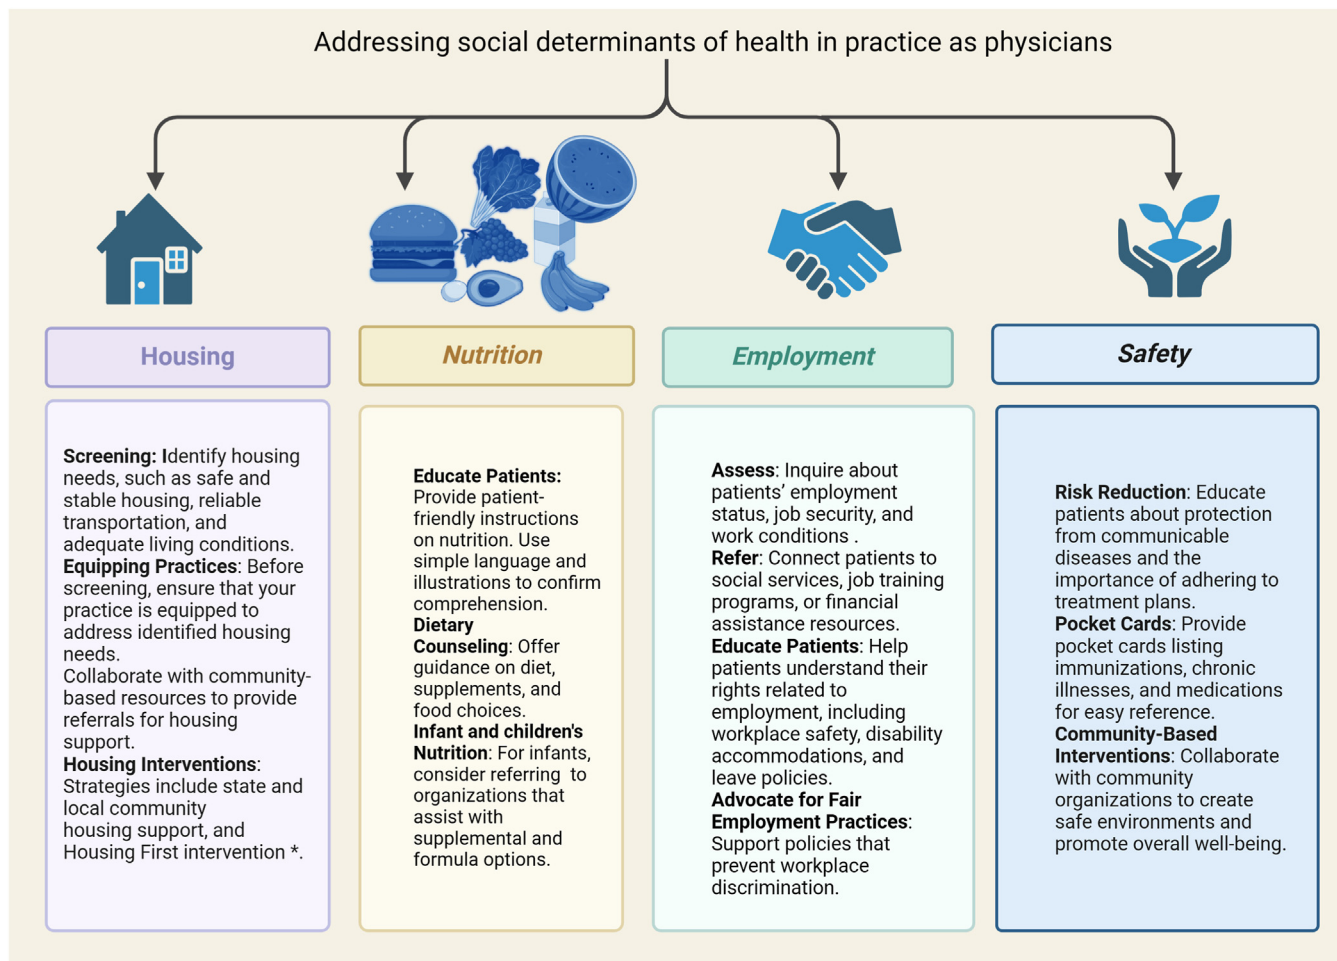 Addressing social determinants of health in practice as physicians
Housing
Screening: Identify housing
needs, such as safe and
stable housing, reliable
transportation, and
adequate living conditions.
Equipping Practices: Before
screening, ensure that your
practice is equipped to
address identified housing
needs.
Collaborate with community-
based resources to provide
referrals for housing
support.
Housing Interventions:
Strategies include state and
local community
housing support, and
Housing First intervention *.
Nutrition
Educate Patients:
Provide patient-
friendly instructions
on nutrition. Use
simple language and
illustrations to confirm
comprehension.
Dietary
Counseling: Offer
guidance on diet,
supplements, and
food choices.
Infant and children's
Nutrition: For infants,
consider referring  to
organizations that
assist with
supplemental and
formula options.
Employment
Assess: Inquire about
patients’ employment
status, job security, and
work conditions .
Refer: Connect patients to
social services, job training
programs, or financial
assistance resources.
Educate Patients: Help
patients understand their
rights related to
employment, including
workplace safety, disability
accommodations, and
leave policies.
Advocate for Fair
Employment Practices:
Support policies that
prevent workplace
discrimination.
Safety
Risk Reduction: Educate
patients about protection
from communicable
diseases and the
importance of adhering to
treatment plans.
Pocket Cards: Provide
pocket cards listing
immunizations, chronic
illnesses, and medications
for easy reference.
Community-Based
Interventions: Collaborate
with community
organizations to create
safe environments and
promote overall well-being.